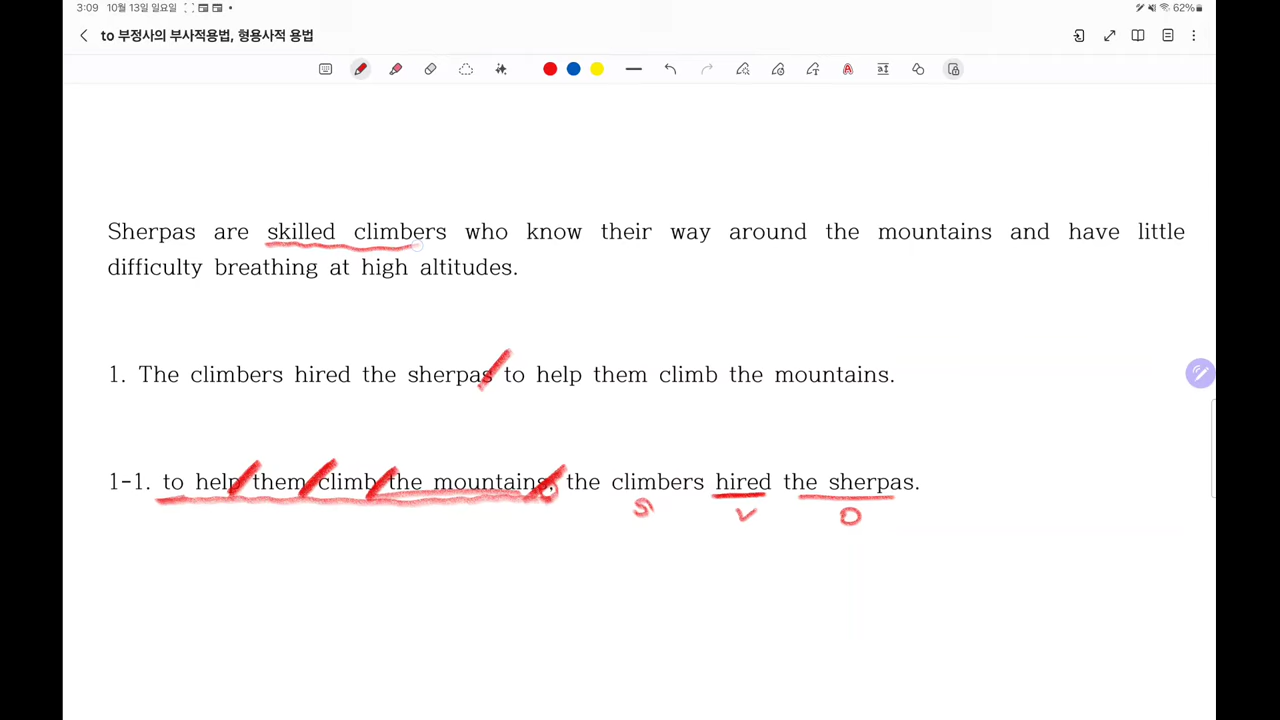 3:09 10월 13일 일요일
62%
to 부정사의 부사적용법, 형용사적 용법
Sherpas are skilled climbers who know their way around the mountains and have little
difficulty breathing at high altitudes.
1. The climbers hired the sherpas to help them climb the mountains.
1-1. to help them climb the mountains, the climbers hired the sherpas.
S V O